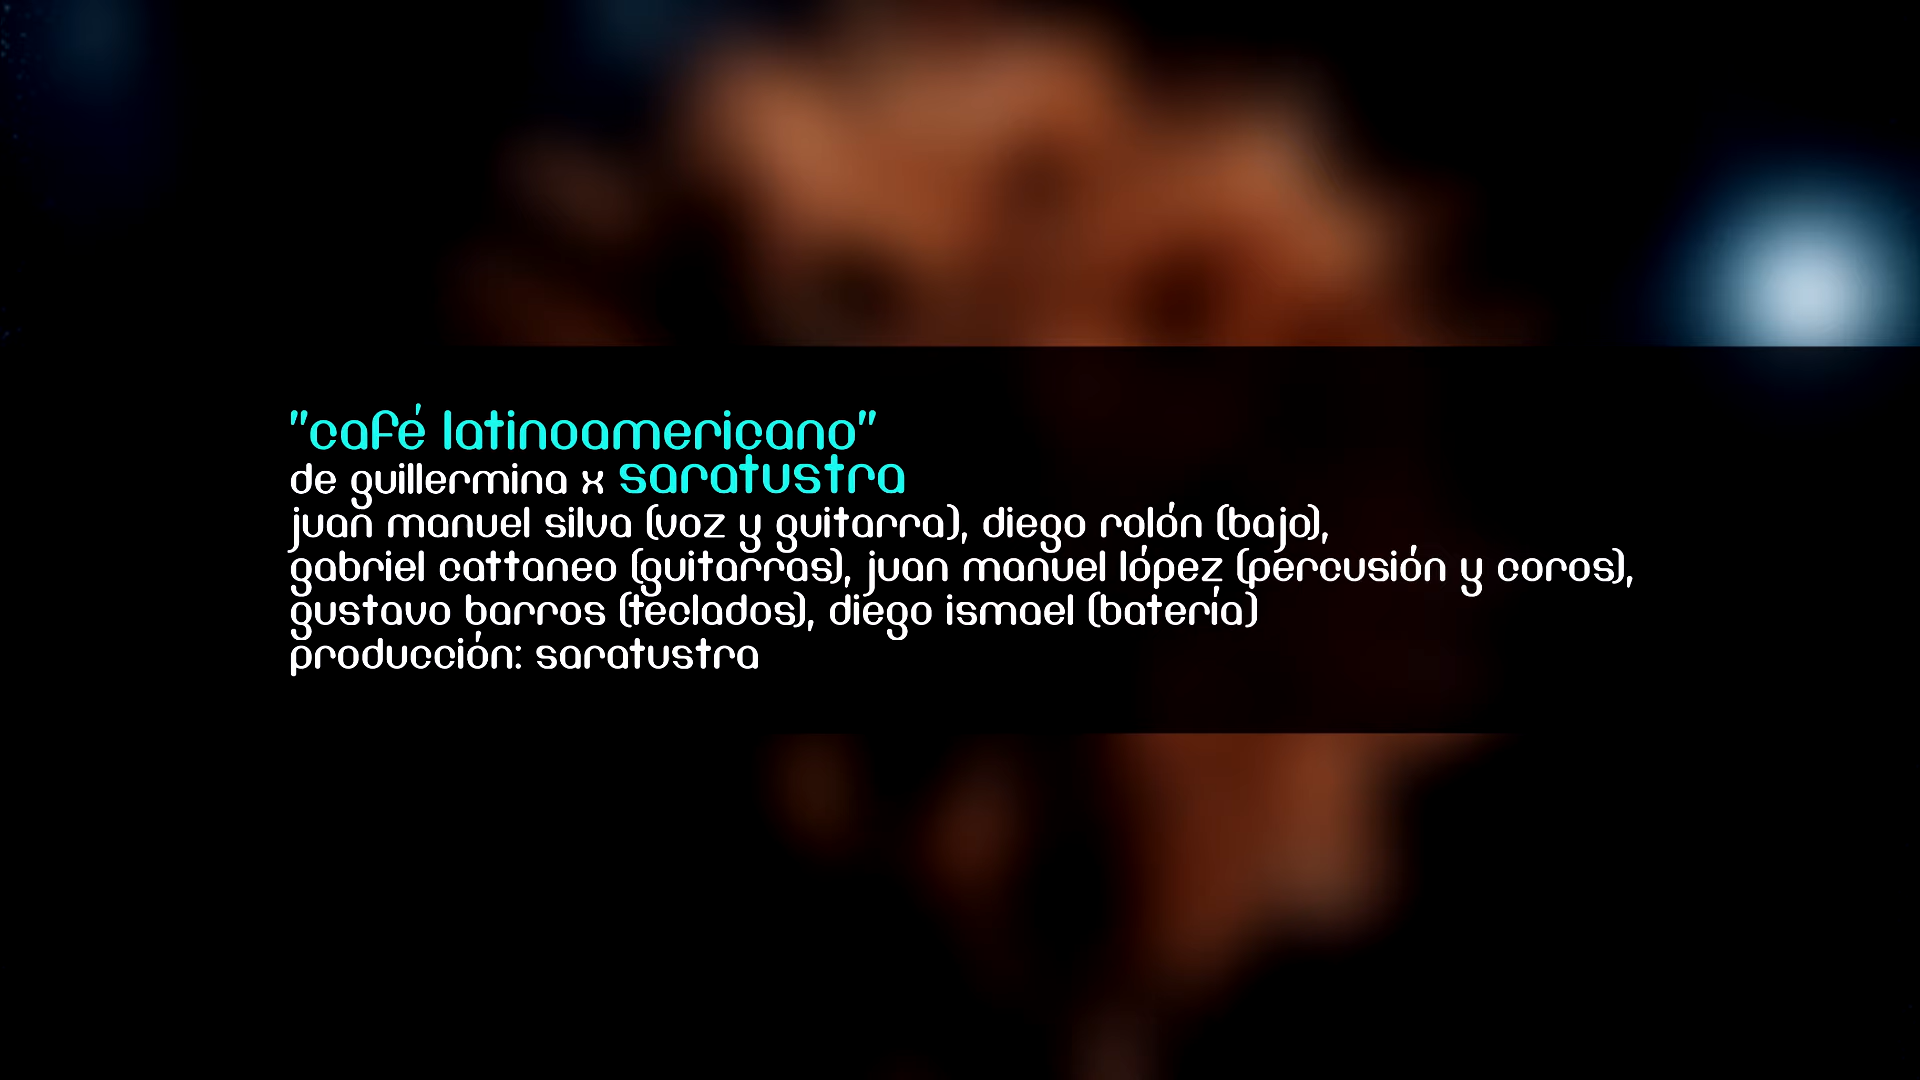 "café latinoamericano"
de guillermina x saratustra
juan manuel silva (voz y guitarra), diego rolón (bajo),
gabriel cattaneo (guitarras), juan manuel lópez (percusión y coros),
gustavo barros (teclados), diego ismael (batería)
producción: saratustra